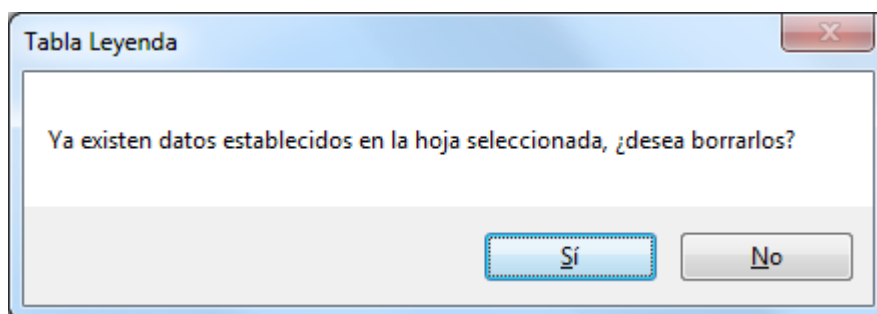 Tabla Leyenda
Ya existen datos establecidos en la hoja seleccionada, ¿desea borrarlos?
Sí
No